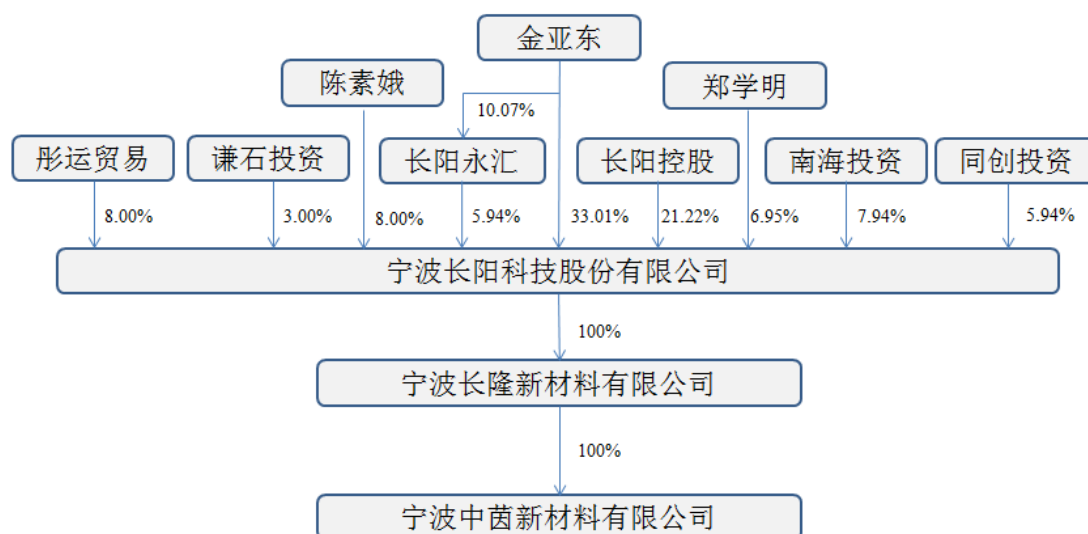 金亚东
陈素娥
郑学明
10.07%
彤运贸易
谦石投资
长阳永汇
长阳控股
南海投资
同创投资
8.00%
3.00%
8.00%
5.94%
33.01%
21.22%
6.95%
7.94%
5.94%
宁波长阳科技股份有限公司
100%
宁波长隆新材料有限公司
100%
宁波中茵新材料有限公司